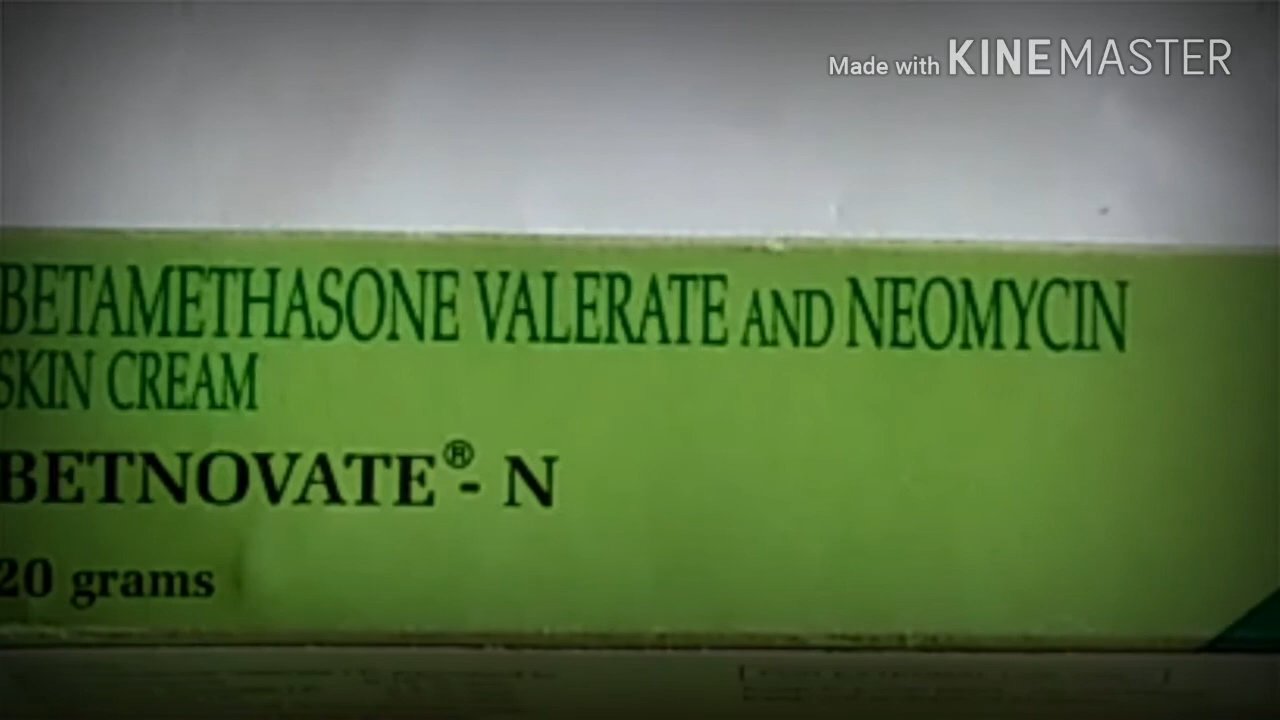 Made with KINEMASTER
BETAMETHASONE VALERATE AND NEOMYCIN
SKIN CREAM
BETNOVATE®- N
20 grams